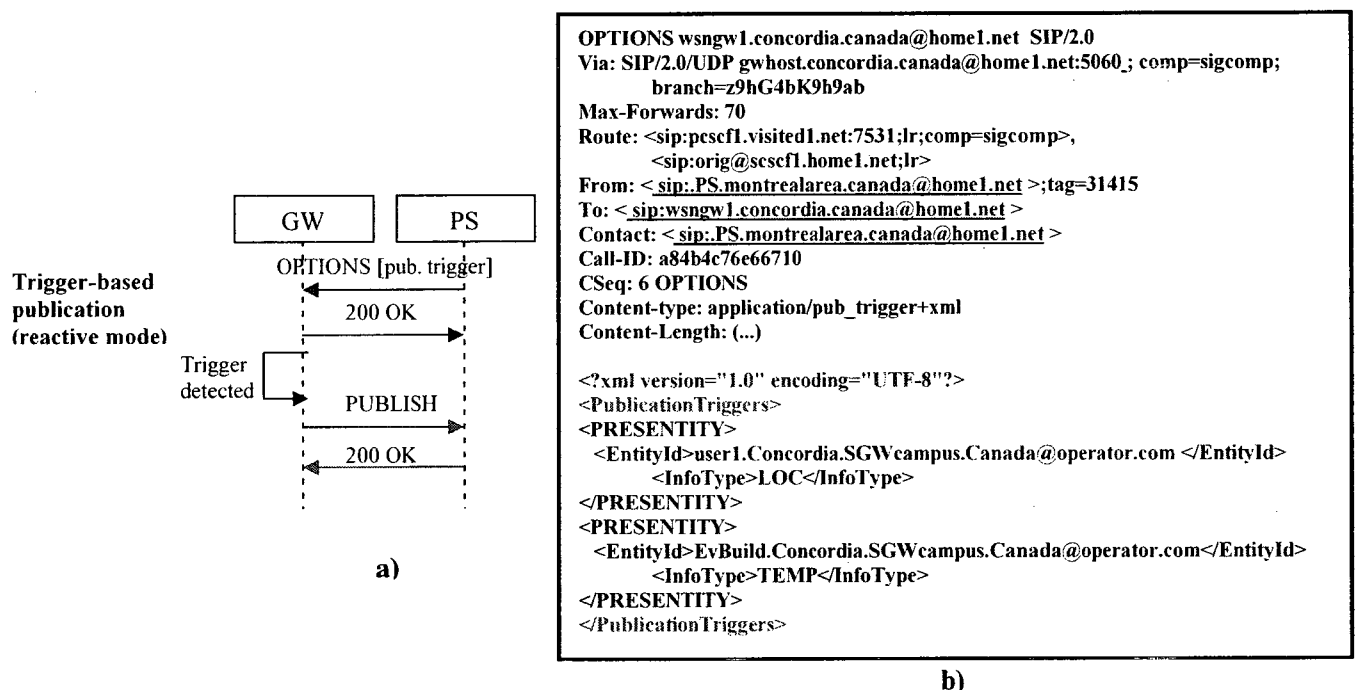 GW
PS
OPTIONS [pub. trigger]
Trigger-based
publication
(reactive mode)
200 OK
Trigger
detected
PUBLISH
200 OK
a)
OPTIONS wsngw1.concordia.canada@home1.net SIP/2.0
Via: SIP/2.0/UDP gwhost.concordia.canada@home1.net:5060 ; comp=sigcomp;
branch=z9hG4bK9h9ab
Max-Forwards: 70
Route: <sip:pcscf1.visited1.net:7531;lr;comp=sigcomp>,
<sip:orig@scscf1.home1.net;lr>
From: < sip:.PS.montrealarea.canada@home1.net >;tag=31415
To: < sip:wsngw1.concordia.canada@home1.net >
Contact: < sip:.PS.montrealarea.canada@home1.net >
Call-ID: a84b4c76e66710
CSeq: 6 OPTIONS
Content-type: application/pub_trigger+xml
Content-Length: (...)
<?xml version="1.0" encoding="UTF-8"?>
<PublicationTriggers>
<PRESENTITY>
<EntityId>user1.Concordia.SGWcampus.Canada@operator.com </EntityId>
<InfoType>LOC</InfoType>
</PRESENTITY>
<PRESENTITY>
<EntityId>EvBuild.Concordia.SGWcampus.Canada@operator.com</EntityId>
<InfoType>TEMP</InfoType>
</PRESENTITY>
</PublicationTriggers>
b)